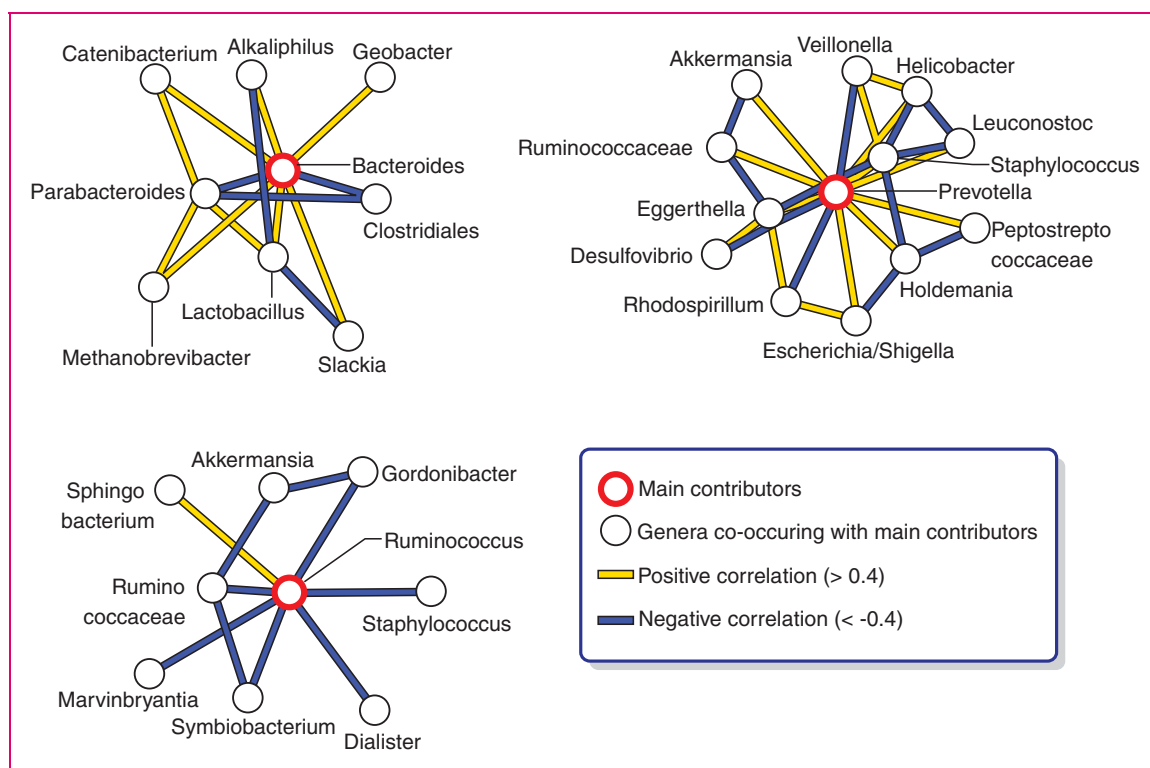 Catenibacterium
Alkaliphilus
Geobacter
Bacteroides
Parabacteroides
Clostridiales
Lactobacillus
Methanobrevibacter
Slackia
Veillonella
Akkermansia
Helicobacter
Leuconostoc
Ruminococcaceae
Staphylococcus
Prevotella
Eggerthella
Peptostrepto
coccaceae
Desulfovibrio
Holdemania
Rhodospirillum
Escherichia/Shigella
Akkermansia
Gordonibacter
Sphingo
bacterium
Ruminococcus
Rumino
coccaceae
Staphylococcus
Marvinbryantia
Symbiobacterium
Dialister
Main contributors
Genera co-occuring with main contributors
Positive correlation (> 0.4)
Negative correlation (< -0.4)